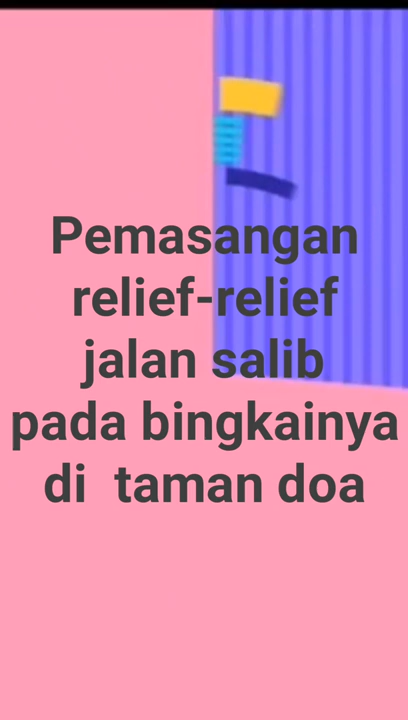 Pemasangan
relief-relief
jalan salib
pada bingkainya
di  taman doa